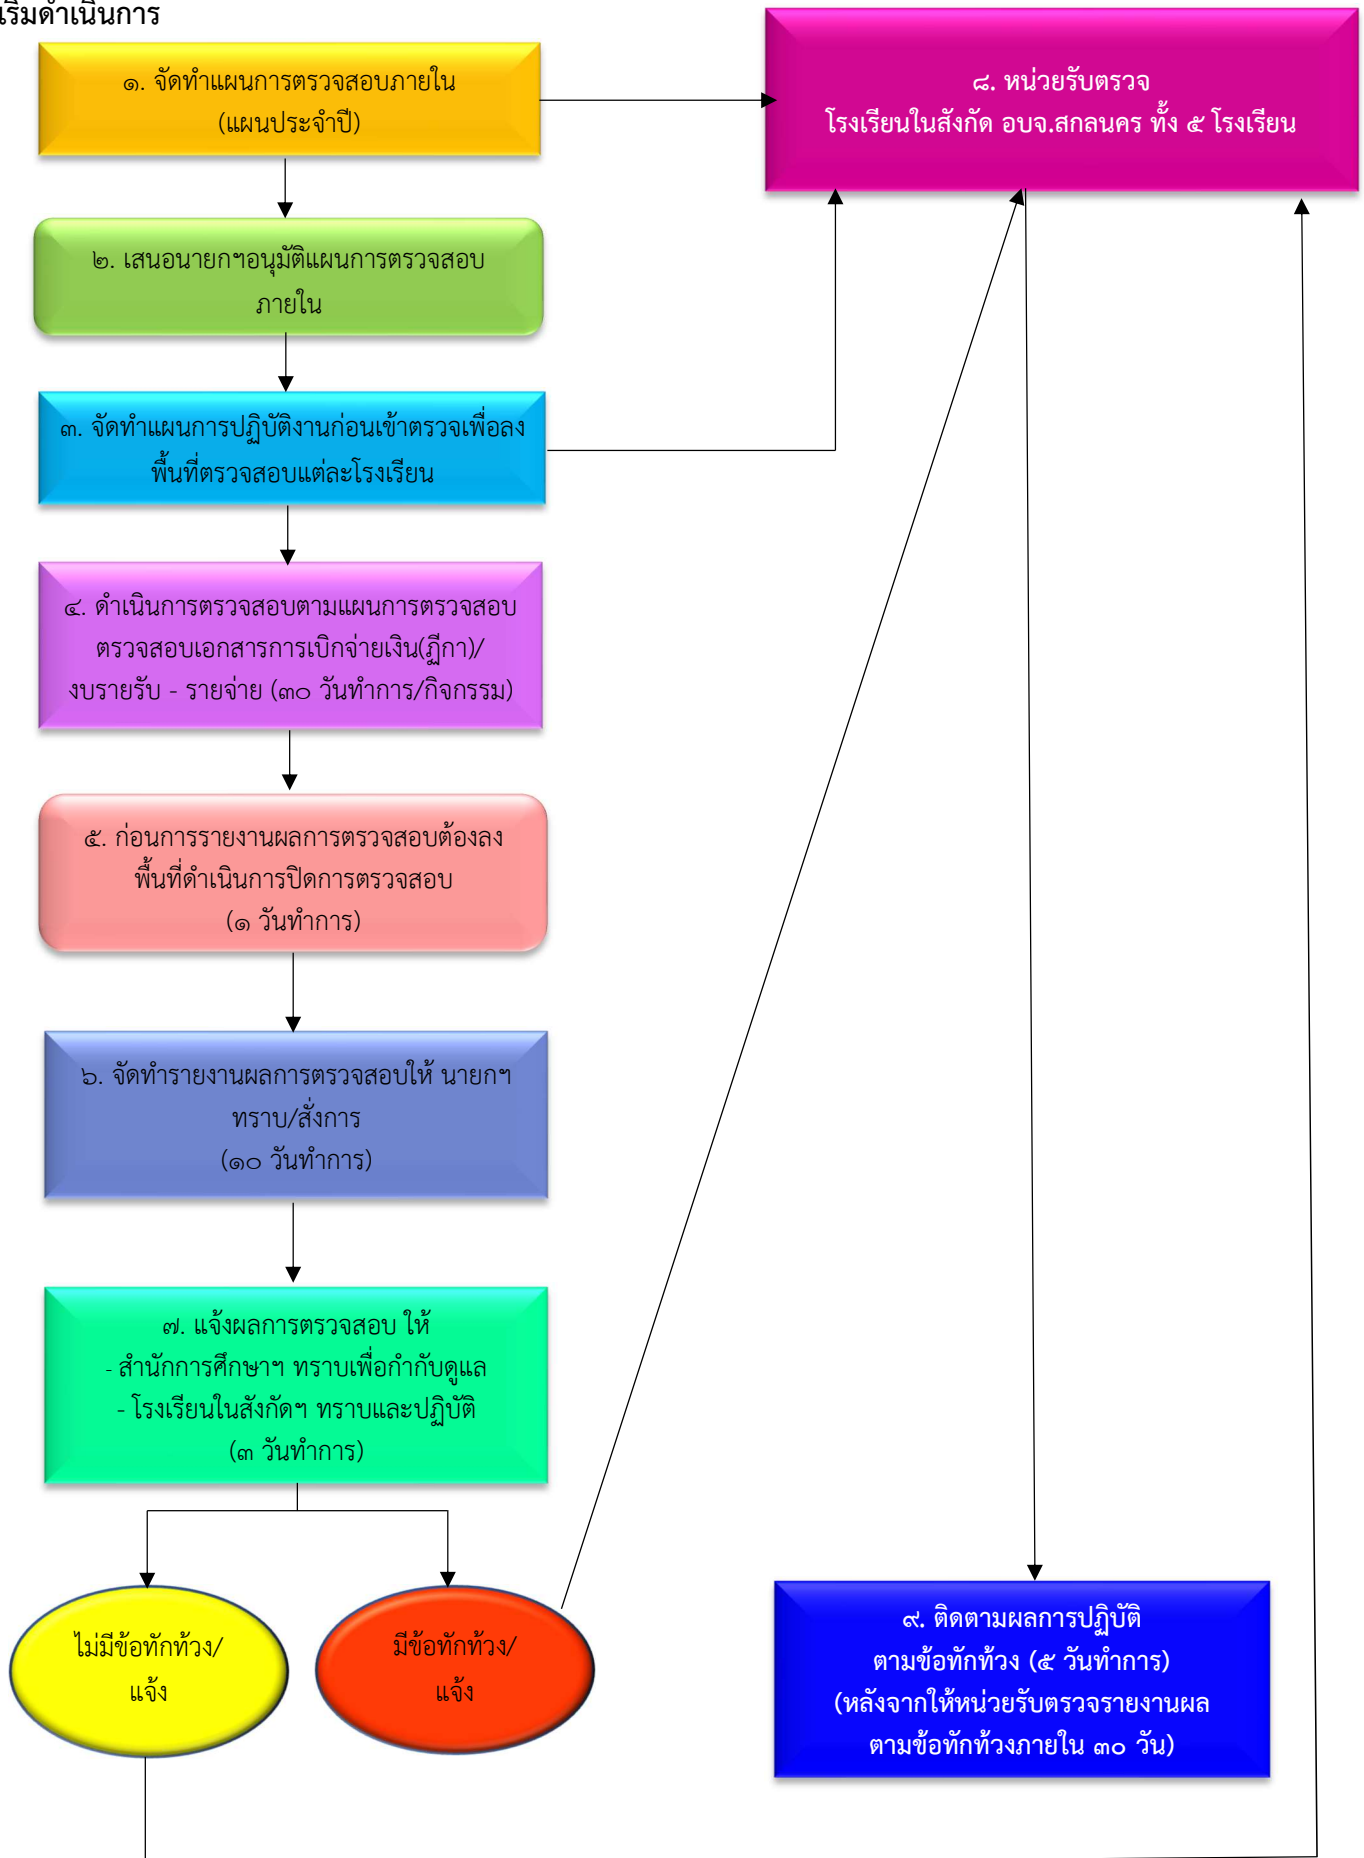 เริ่มดำเนินการ
๑. จัดทำแผนการตรวจสอบภายใน
(แผนประจำปี)
๘. หน่วยรับตรวจ
โรงเรียนในสังกัด อบจ.สกลนคร ทั้ง ๕ โรงเรียน
๒. เสนอนายกฯอนุมัติแผนการตรวจสอบ
ภายใน
๓. จัดทำแผนการปฏิบัติงานก่อนเข้าตรวจเพื่อลง
พื้นที่ตรวจสอบแต่ละโรงเรียน
๔. ดำเนินการตรวจสอบตามแผนการตรวจสอบ
ตรวจสอบเอกสารการเบิกจ่ายเงิน(ฎีกา)/
งบรายรับ - รายจ่าย (๓๐ วันทำการ/กิจกรรม)
๕. ก่อนการรายงานผลการตรวจสอบต้องลง
พื้นที่ดำเนินการปิดการตรวจสอบ
(๑ วันทำการ)
๖. จัดทำรายงานผลการตรวจสอบให้ นายกฯ
ทราบ/สั่งการ
(๑๐ วันทำการ)
๗. แจ้งผลการตรวจสอบ ให้
- สำนักการศึกษาฯ ทราบเพื่อกำกับดูแล
- โรงเรียนในสังกัดฯ ทราบและปฏิบัติ
(๓ วันทำการ)
ไม่มีข้อทักท้วง/
แจ้ง
มีข้อทักท้วง/
แจ้ง
๙. ติดตามผลการปฏิบัติ
ตามข้อทักท้วง (๕ วันทำการ)
(หลังจากให้หน่วยรับตรวจรายงานผล
ตามข้อทักท้วงภายใน ๓๐ วัน)